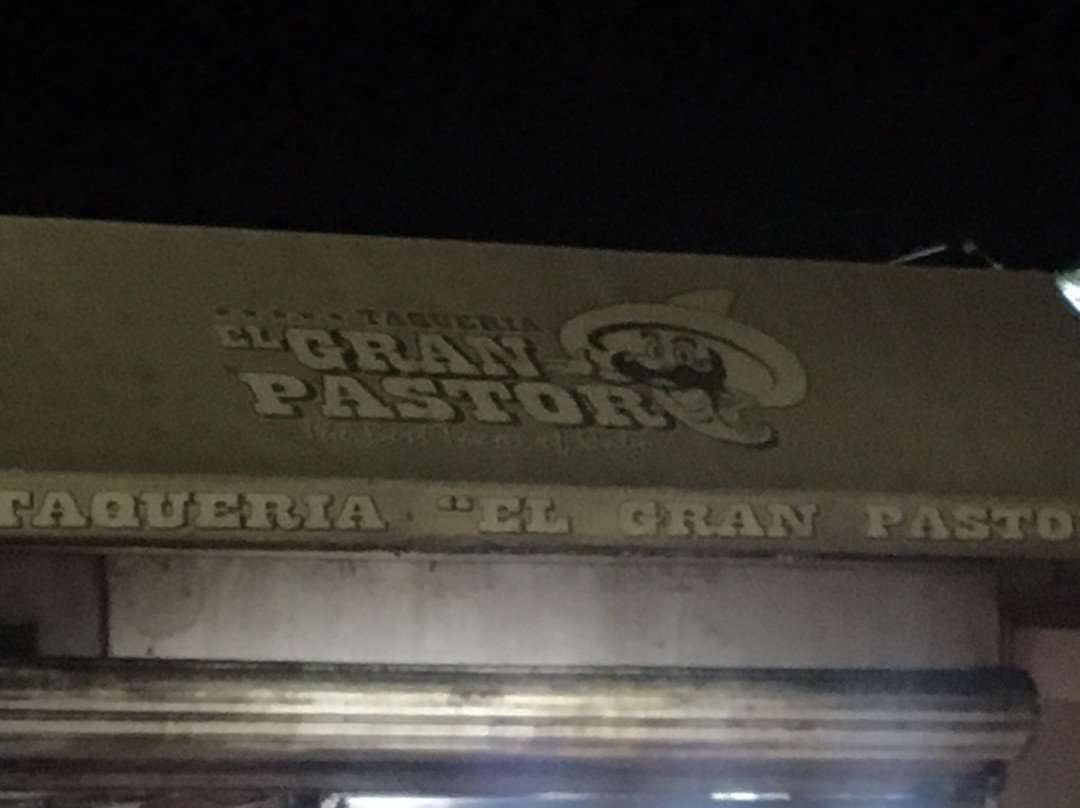 TAQUERIA
EL GRAN
PASTOR
TAQUERIA "EL GRAN PASTO